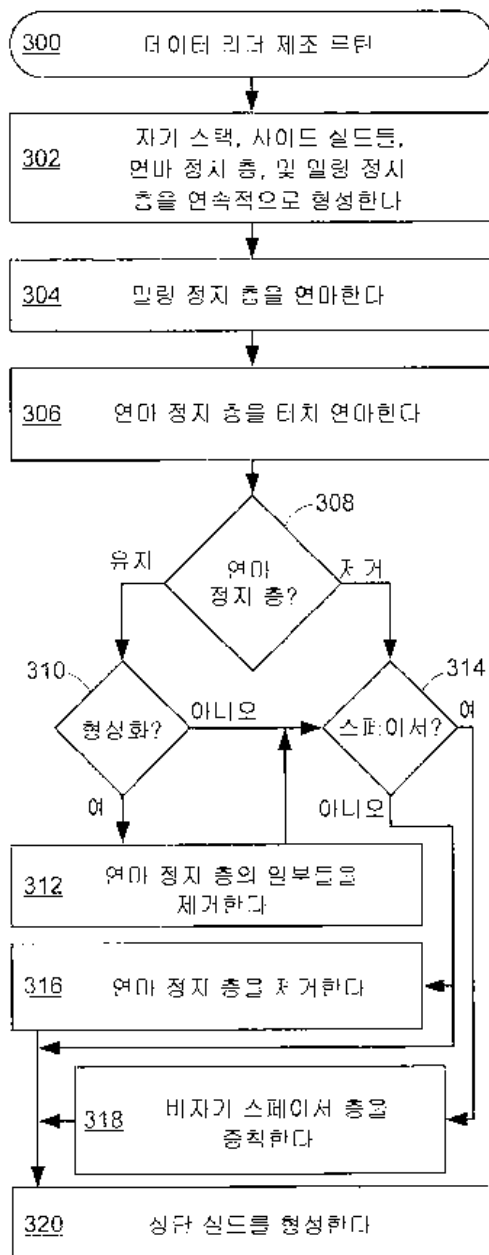 300 데이터 리더 제조 루틴
302 자기 스택, 사이드 실드들,
연마 정지 층, 및 밀링 정지
층을 연속적으로 형성한다
304 밀링 정지 층을 연마한다
306 연마 정지 층을 터치 연마한다
308
연마
정지 층?
유지
제거
310
형상화?
아니오
예
314
스페이서?
예
아니오
312 연마 정지 층의 일부들을
제거한다
316 연마 정지 층을 제거한다
318 비자기 스페이서 층을
증착한다
320 상단 실드를 형성한다